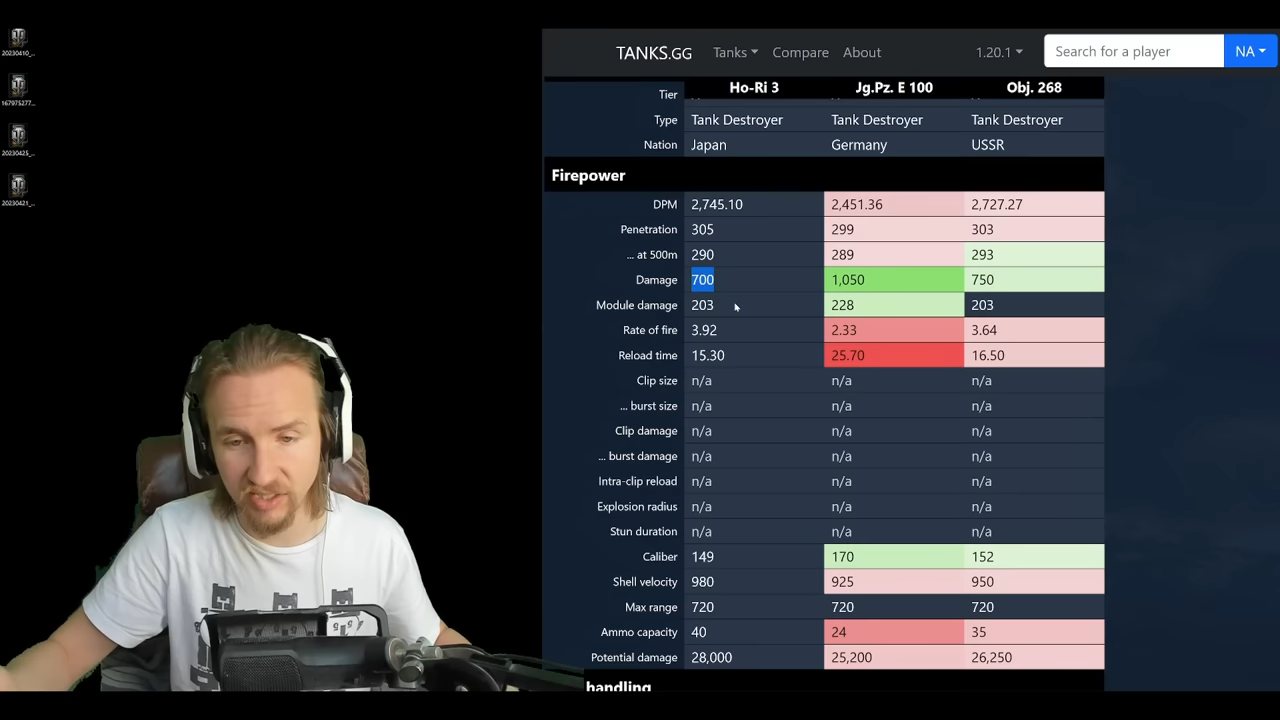 20230410_...
167975277...
20230425_...
20230421_...
TANKS.GG Tanks Compare About 1.20.1 Search for a player NA
Ho-Ri 3 Jg.Pz. E 100 Obj. 268
Tier
Type Tank Destroyer Tank Destroyer Tank Destroyer
Nation Japan Germany USSR
Firepower
DPM 2,745.10 2,451.36 2,727.27
Penetration 305 299 303
... at 500m 290 289 293
Damage 700 1,050 750
Module damage 203 228 203
Rate of fire 3.92 2.33 3.64
Reload time 15.30 25.70 16.50
Clip size n/a n/a n/a
... burst size n/a n/a n/a
Clip damage n/a n/a n/a
... burst damage n/a n/a n/a
Intra-clip reload n/a n/a n/a
Explosion radius n/a n/a n/a
Stun duration n/a n/a n/a
Caliber 149 170 152
Shell velocity 980 925 950
Max range 720 720 720
Ammo capacity 40 24 35
Potential damage 28,000 25,200 26,250
handling